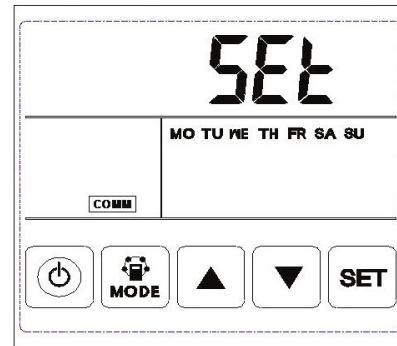 SEt
MO TU WE TH FR SA SU
COMM
MODE
SET